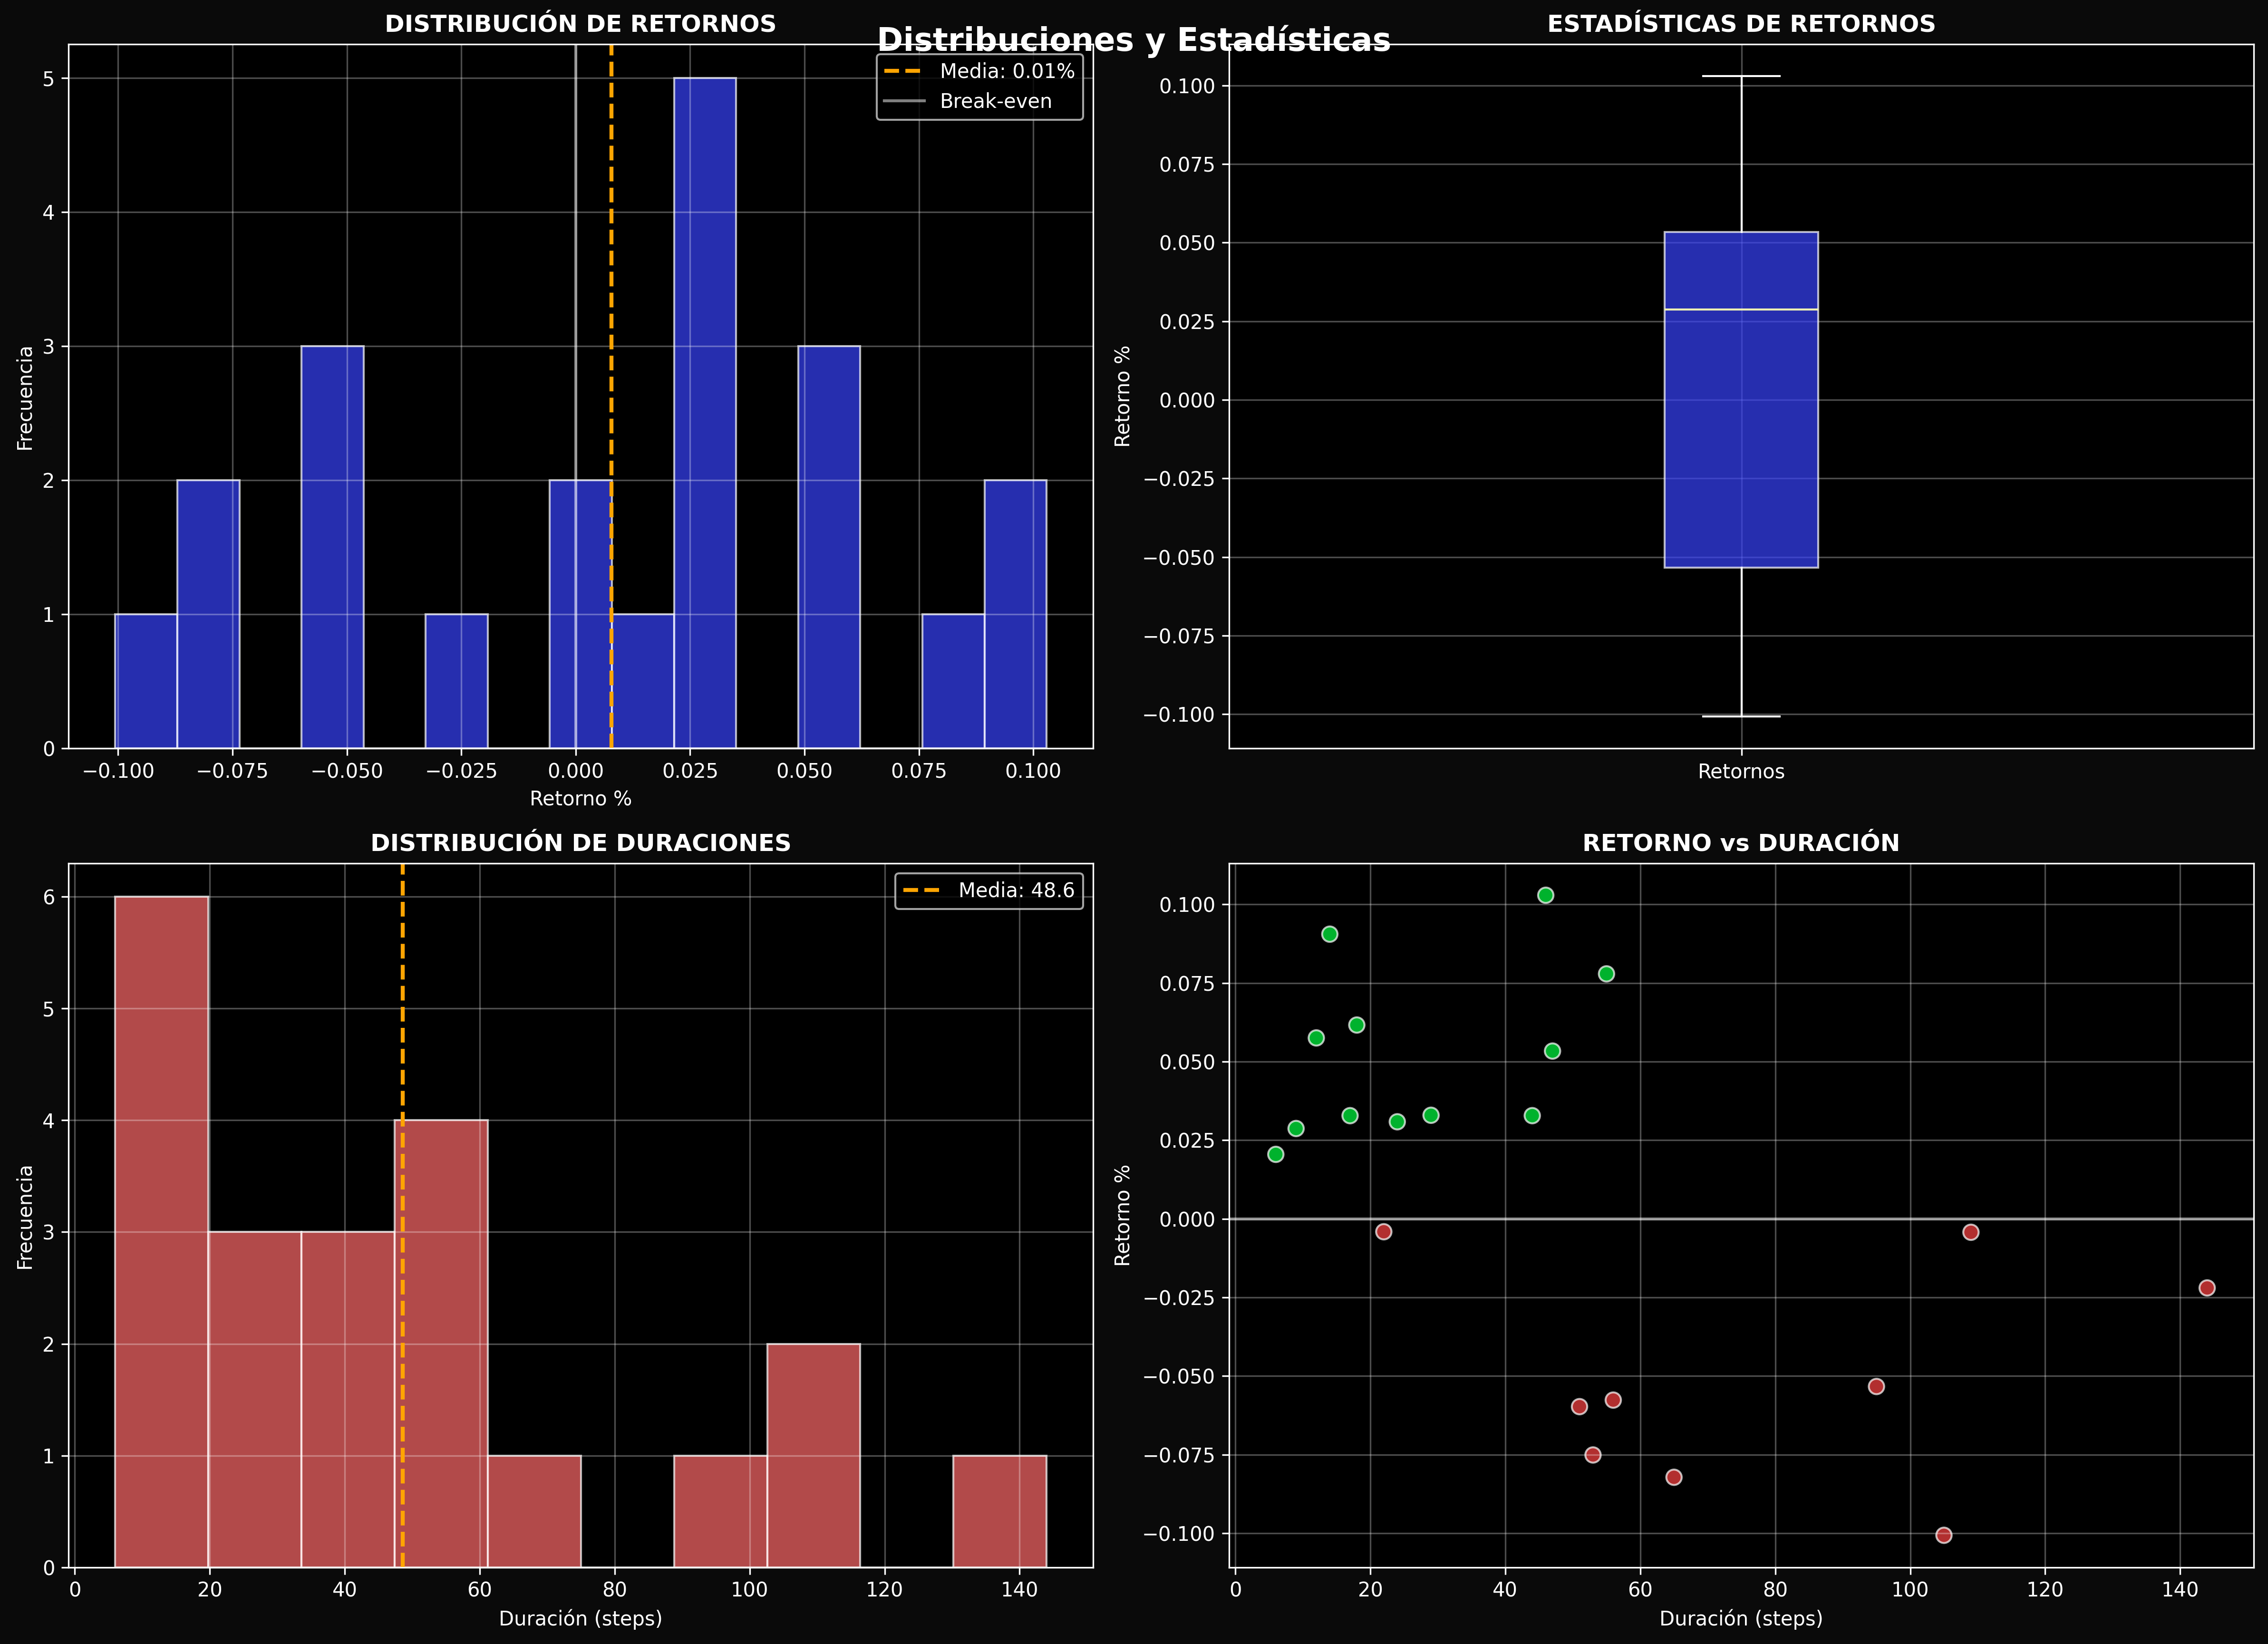 Distribuciones y Estadísticas
DISTRIBUCIÓN DE RETORNOS
Media: 0.01%
Break-even
Frecuencia
5
4
3
2
1
0
−0.100 −0.075 −0.050 −0.025 0.000 0.025 0.050 0.075 0.100
Retorno %
ESTADÍSTICAS DE RETORNOS
Retorno %
0.100
0.075
0.050
0.025
0.000
−0.025
−0.050
−0.075
−0.100
Retornos
DISTRIBUCIÓN DE DURACIONES
Media: 48.6
Frecuencia
6
5
4
3
2
1
0
0 20 40 60 80 100 120 140
Duración (steps)
RETORNO vs DURACIÓN
Retorno %
0.100
0.075
0.050
0.025
0.000
−0.025
−0.050
−0.075
−0.100
0 20 40 60 80 100 120 140
Duración (steps)